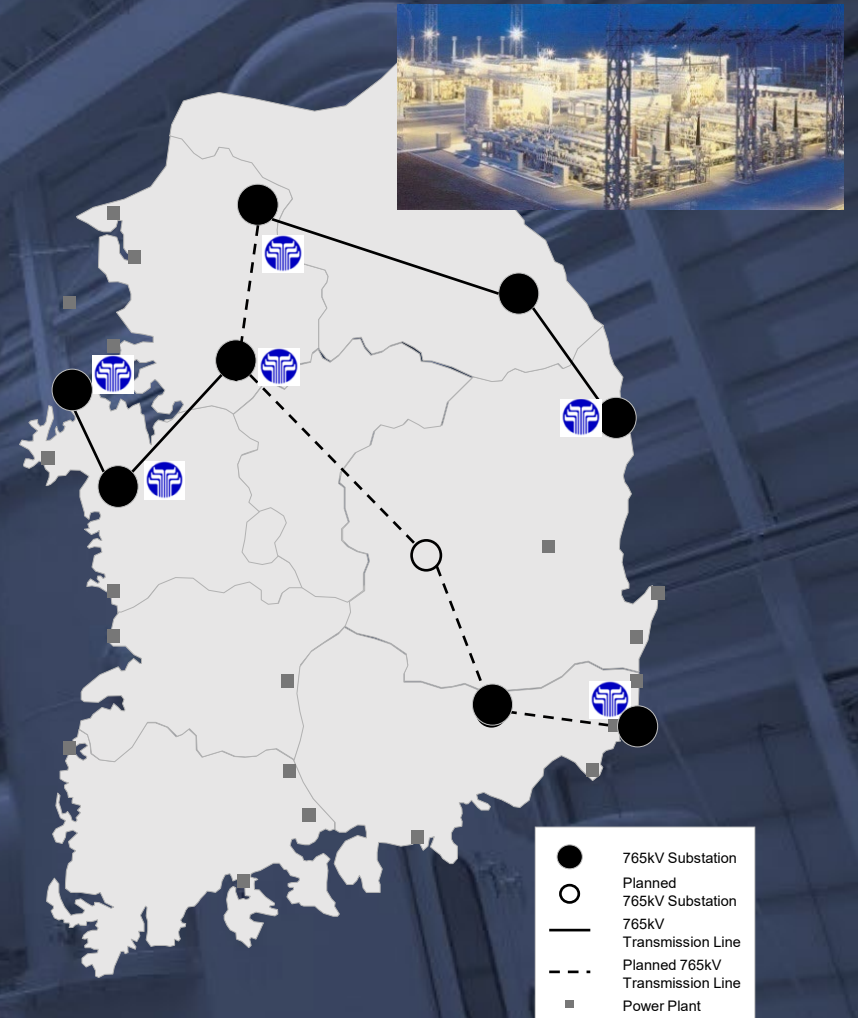 765kV Substation
Planned
765kV Substation
765kV
Transmission Line
Planned 765kV
Transmission Line
Power Plant